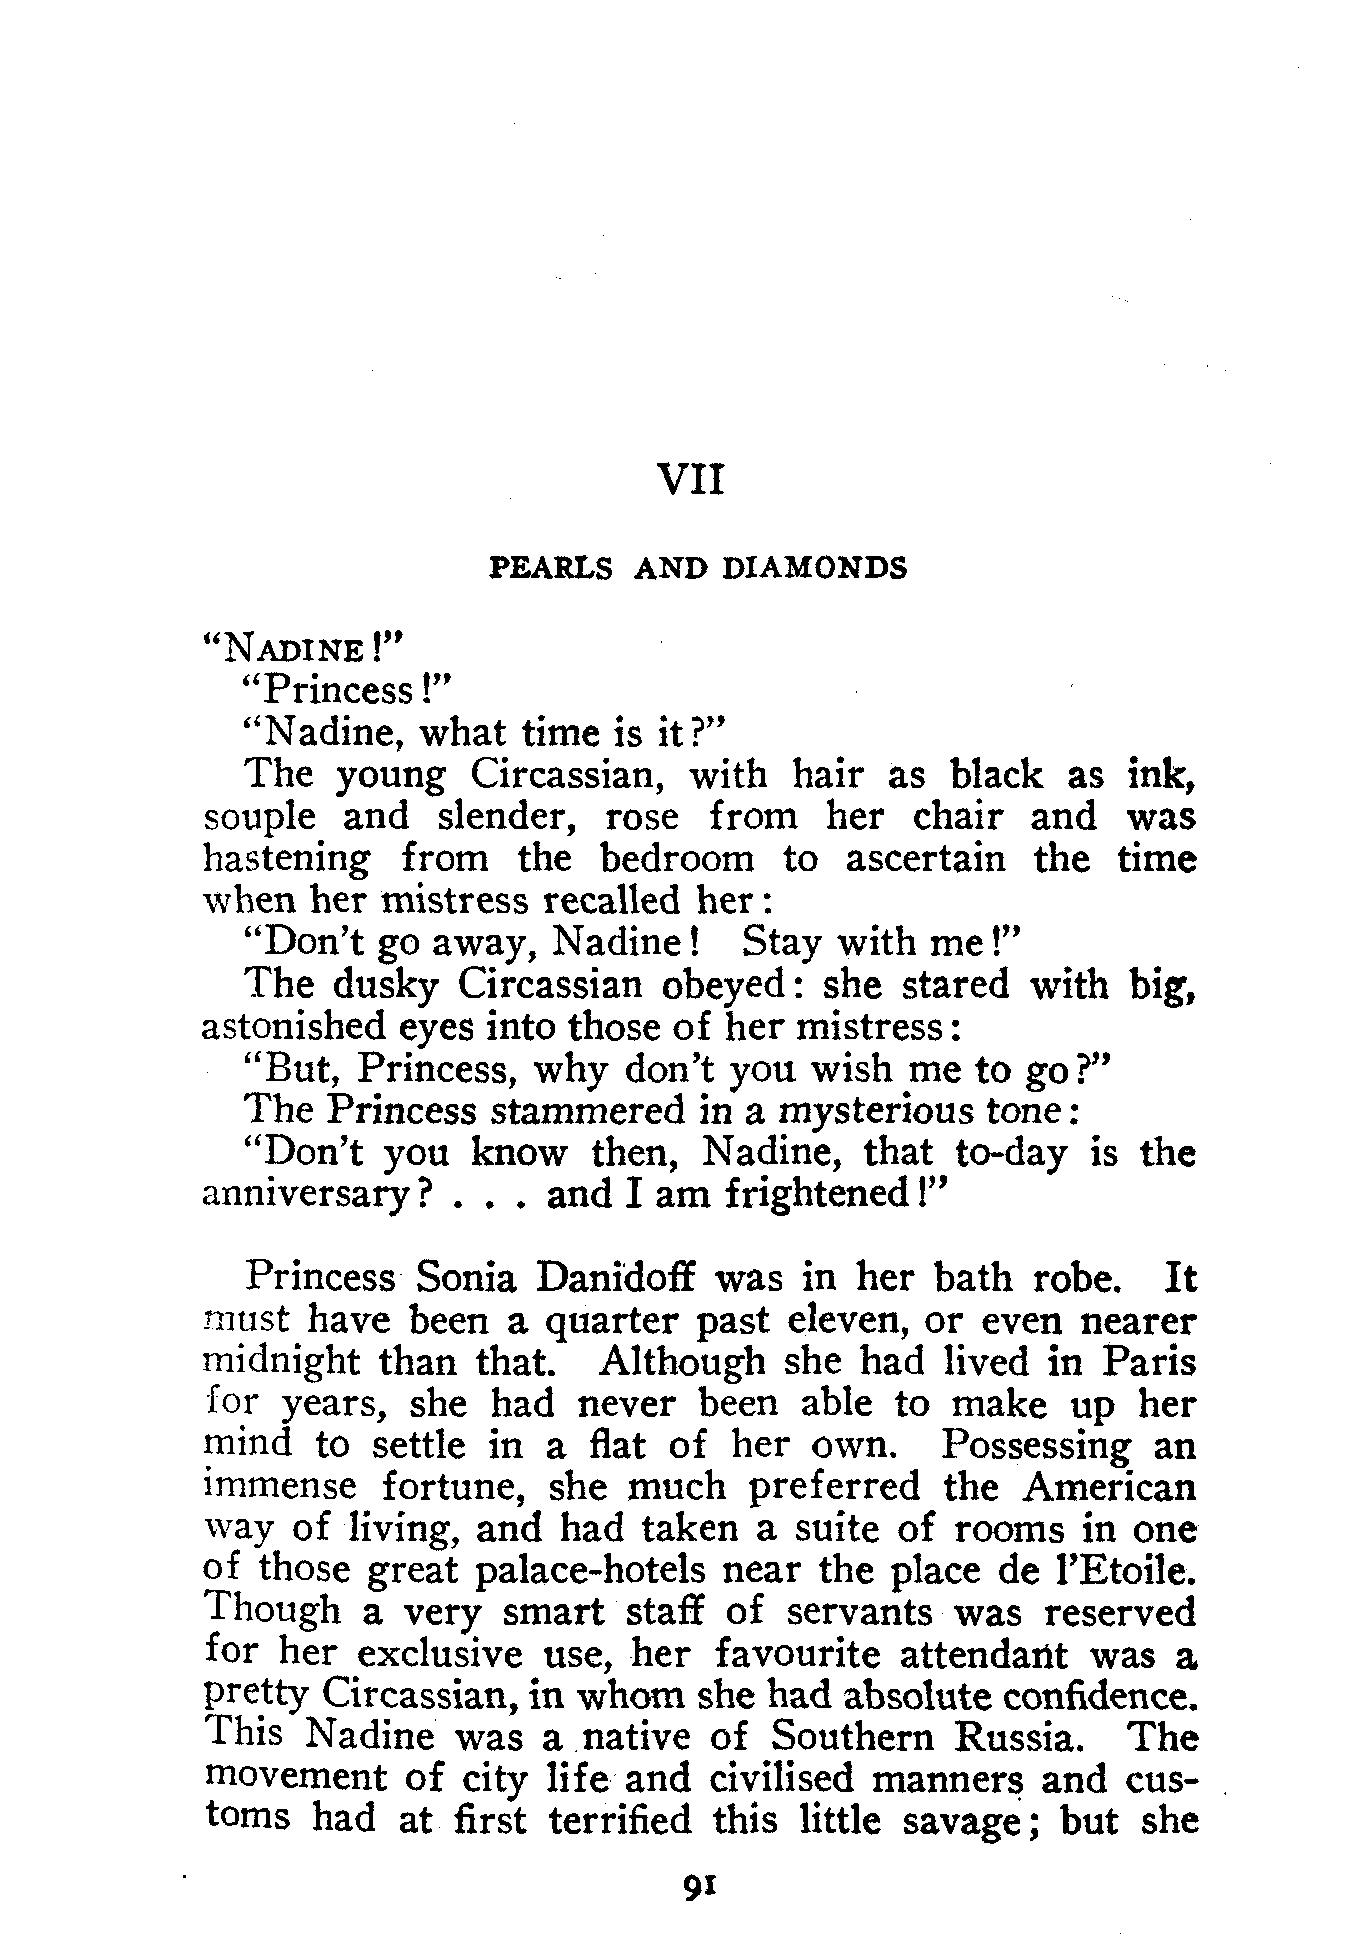 VII
PEARLS AND DIAMONDS
“NADINE!”
“Princess!”
“Nadine, what time is it?”
The young Circassian, with hair as black as ink,
souple and slender, rose from her chair and was
hastening from the bedroom to ascertain the time
when her mistress recalled her:
“Don't go away, Nadine! Stay with me!”
The dusky Circassian obeyed: she stared with big,
astonished eyes into those of her mistress:
“But, Princess, why don't you wish me to go?”
The Princess stammered in a mysterious tone:
“Don't you know then, Nadine, that to-day is the
anniversary? . . . and I am frightened!”
Princess Sonia Danidoff was in her bath robe. It
must have been a quarter past eleven, or even nearer
midnight than that. Although she had lived in Paris
for years, she had never been able to make up her
mind to settle in a flat of her own. Possessing an
immense fortune, she much preferred the American
way of living, and had taken a suite of rooms in one
of those great palace-hotels near the place de l'Etoile.
Though a very smart staff of servants was reserved
for her exclusive use, her favourite attendant was a
pretty Circassian, in whom she had absolute confidence.
This Nadine was a native of Southern Russia. The
movement of city life and civilised manners and cus-
toms had at first terrified this little savage; but she
91